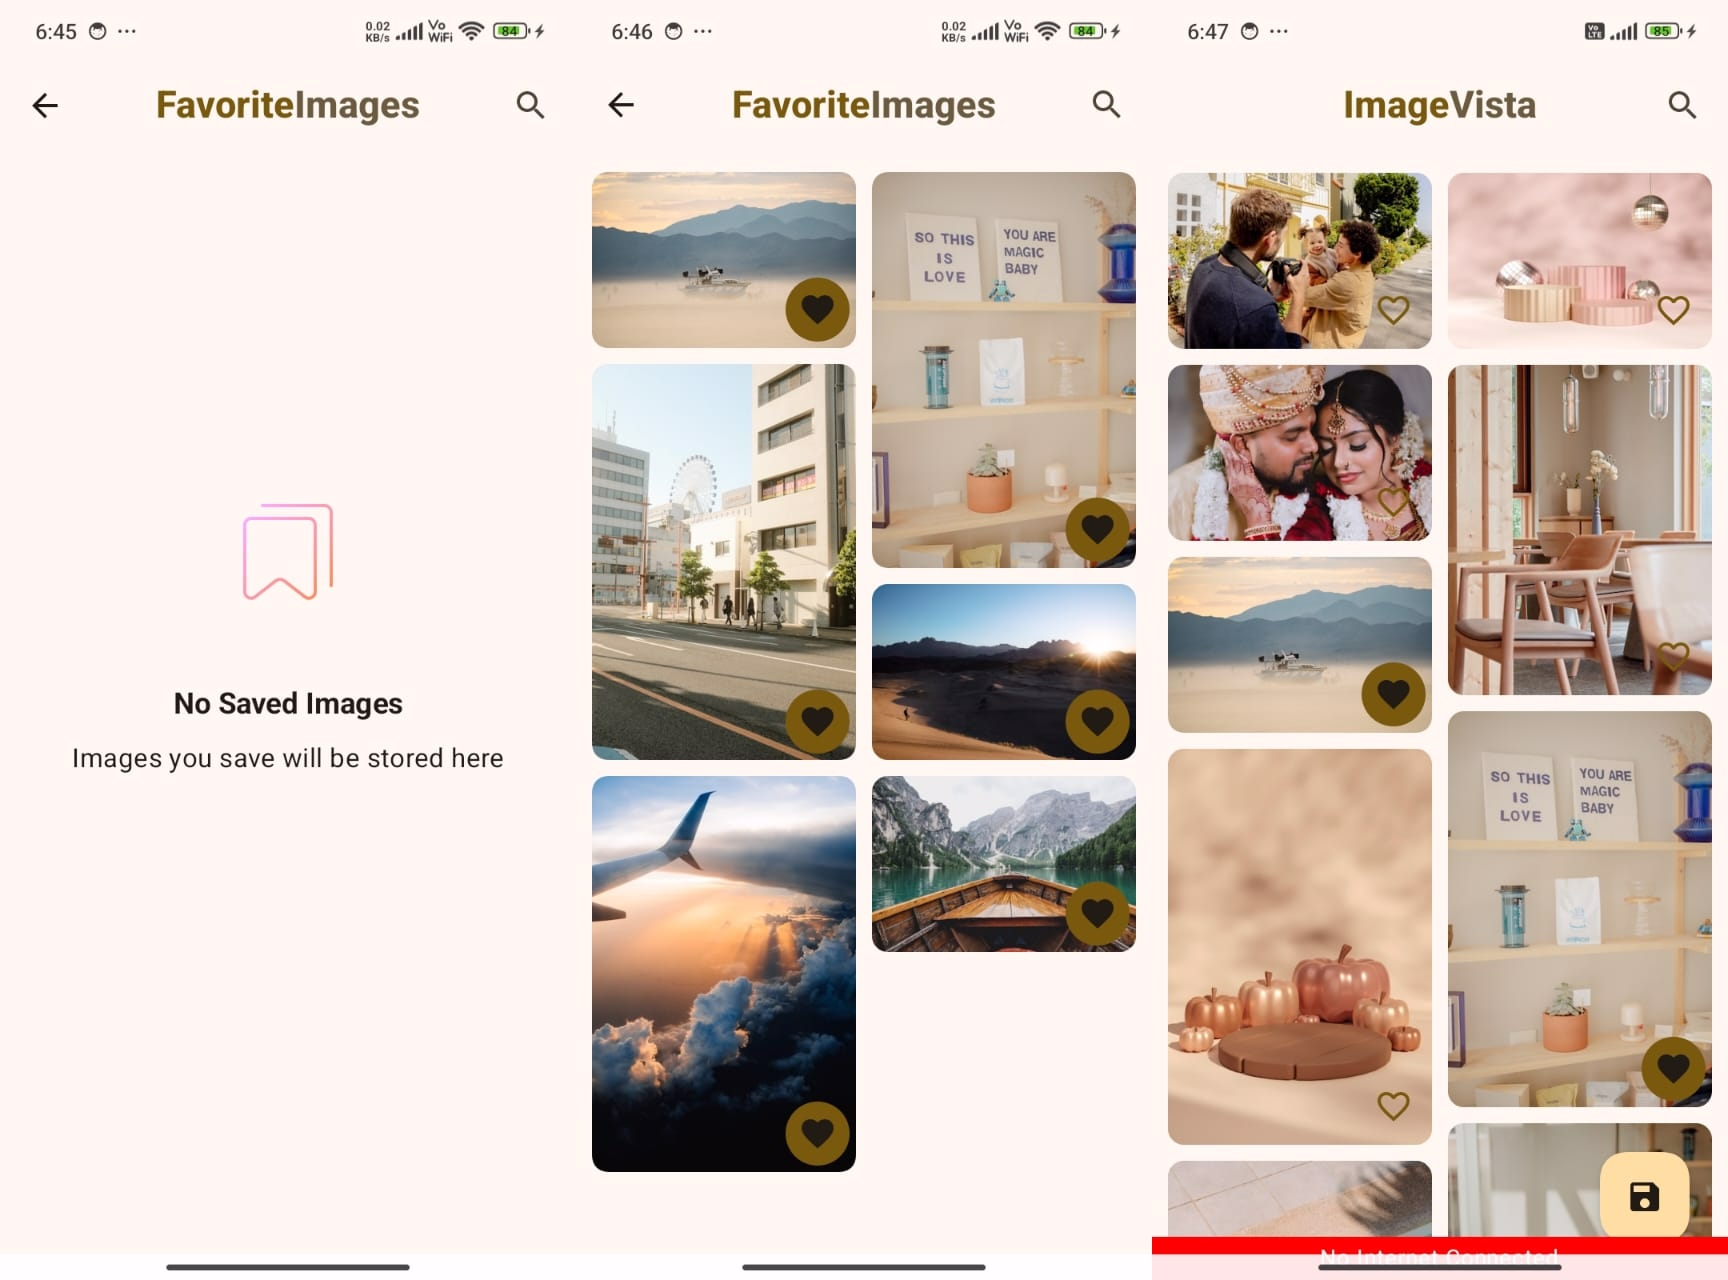 6:45
0.02
KB/s
Vo
WiFi
84
FavoriteImages
No Saved Images
Images you save will be stored here
6:46
0.02
KB/s
Vo
WiFi
84
FavoriteImages
SO THIS
IS
LOVE
YOU ARE
MAGIC
BABY
6:47
Vo
LTE
85
ImageVista
SO THIS
IS
LOVE
YOU ARE
MAGIC
BABY
No Internet Connected